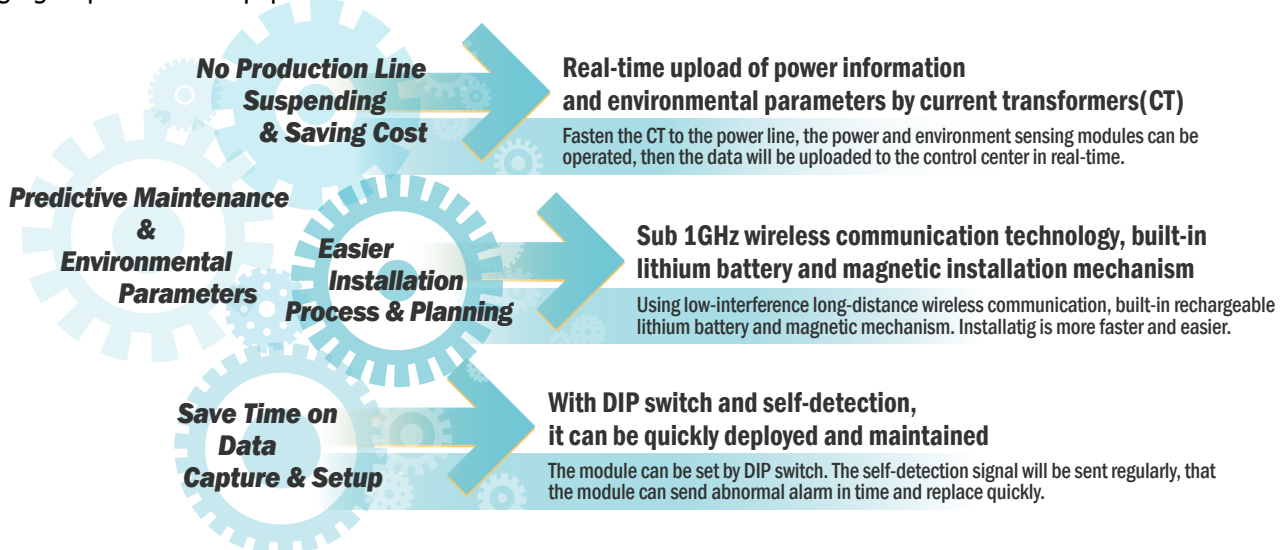 No Production Line
Suspending
& Saving Cost
Real-time upload of power information
and environmental parameters by current transformers(CT)
Fasten the CT to the power line, the power and environment sensing modules can be
operated, then the data will be uploaded to the control center in real-time.
Predictive Maintenance
&
Environmental
Parameters
Easier
Installation
Process & Planning
Sub 1GHz wireless communication technology, built-in
lithium battery and magnetic installation mechanism
Using low-interference long-distance wireless communication, built-in rechargeable
lithium battery and magnetic mechanism. Installatig is more faster and easier.
Save Time on
Data
Capture & Setup
With DIP switch and self-detection,
it can be quickly deployed and maintained
The module can be set by DIP switch. The self-detection signal will be sent regularly, that
the module can send abnormal alarm in time and replace quickly.